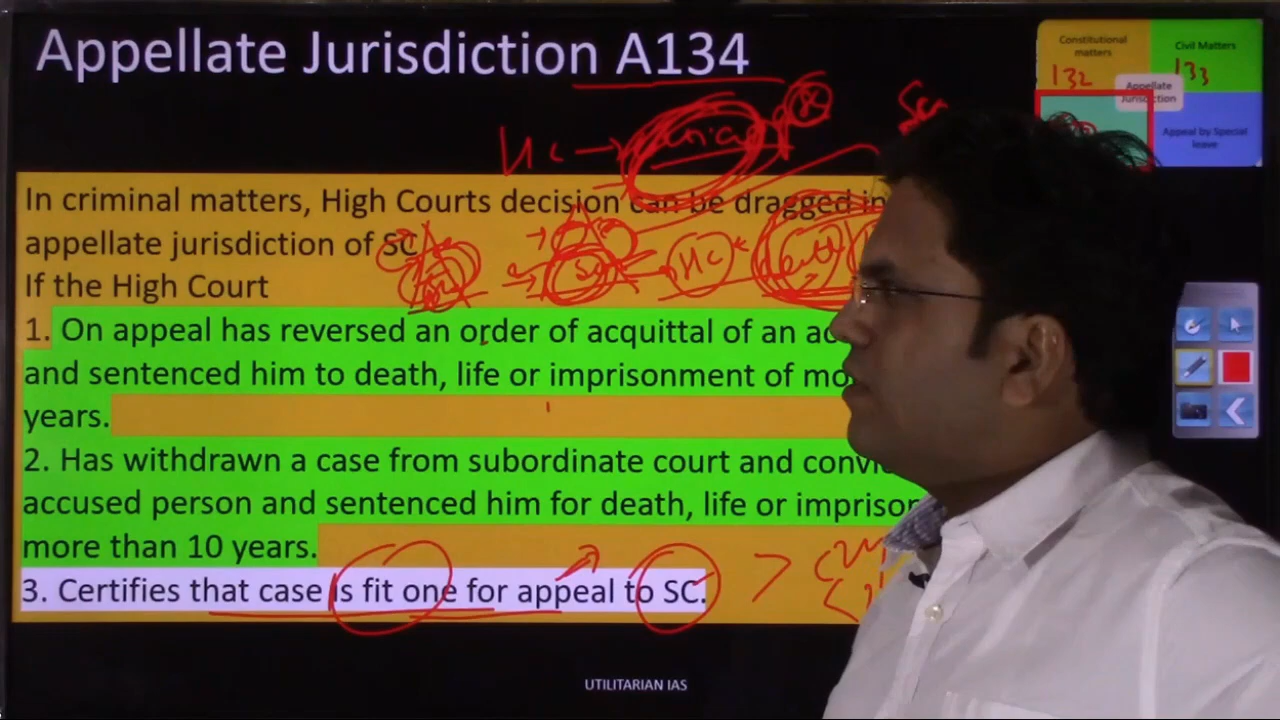 Appellate Jurisdiction A134
Constitutional matters
Civil Matters
132
133
Appellate Jurisdiction
Appeal by Special leave
HC →
In criminal matters, High Courts decision can be dragged in
appellate jurisdiction of SC
HC
If the High Court
1. On appeal has reversed an order of acquittal of an
and sentenced him to death, life or imprisonment of
years.
2. Has withdrawn a case from subordinate court and
accused person and sentenced him for death, life or
more than 10 years.
3. Certifies that case is fit one for appeal to SC.
UTILITARIAN IAS